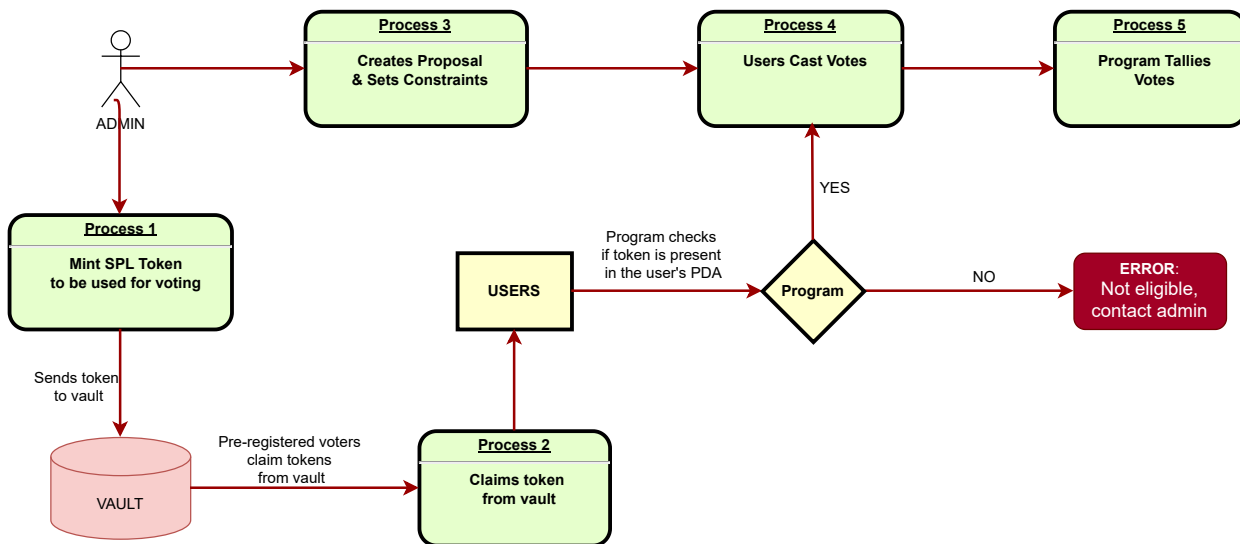 Process 3
Creates Proposal
& Sets Constraints
Process 4
Users Cast Votes
Process 5
Program Tallies
Votes
ADMIN
Process 1
Mint SPL Token
to be used for voting
Program checks
if token is present
in the user's PDA
YES
USERS
Program
NO
ERROR:
Not eligible,
contact admin
Sends token
to vault
VAULT
Pre-registered voters
claim tokens
from vault
Process 2
Claims token
from vault